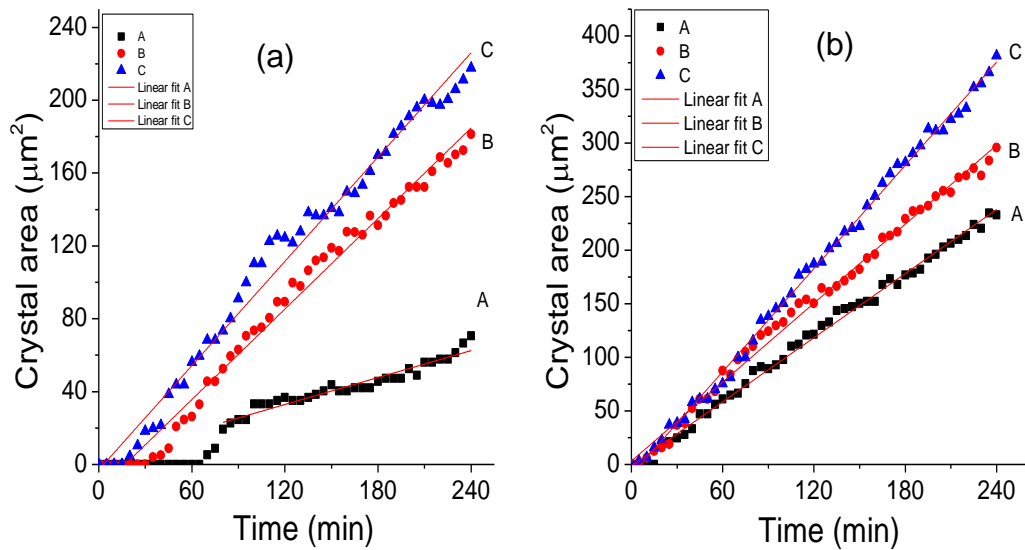 (a)
A
B
C
Linear fit A
Linear fit B
Linear fit C
240
200
160
120
80
40
0
0 60 120 180 240
C
B
A
Crystal area (μm²)
Time (min)
(b)
A
B
C
Linear fit A
Linear fit B
Linear fit C
400
350
300
250
200
150
100
50
0
0 60 120 180 240
C
B
A
Crystal area (μm²)
Time (min)